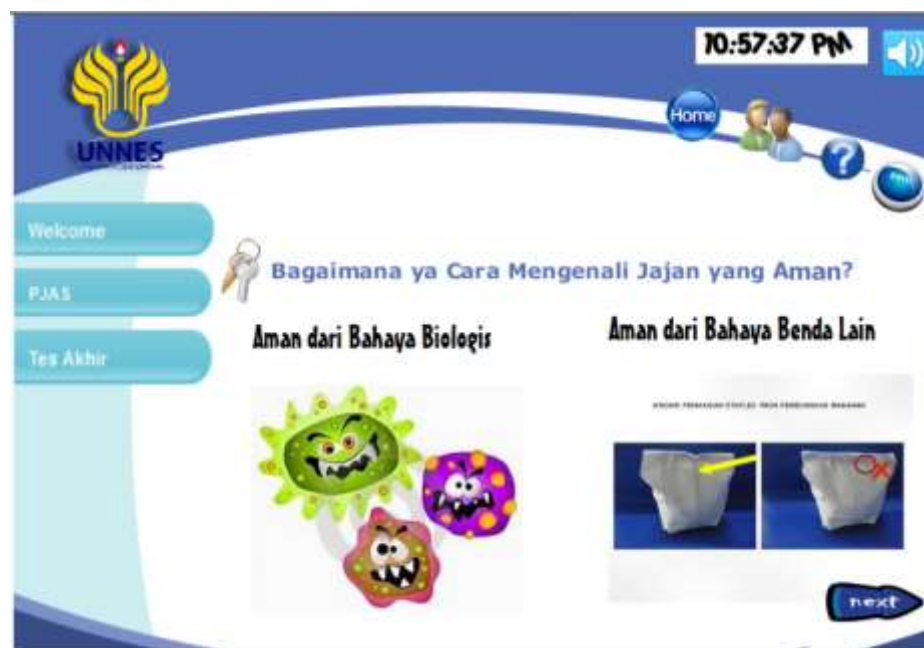 10:57:37 PM
Home
?
UNNES
Welcome
PJAS
Tes Akhir
Bagaimana ya Cara Mengenali Jajan yang Aman?
Aman dari Bahaya Biologis
Aman dari Bahaya Benda Lain
next